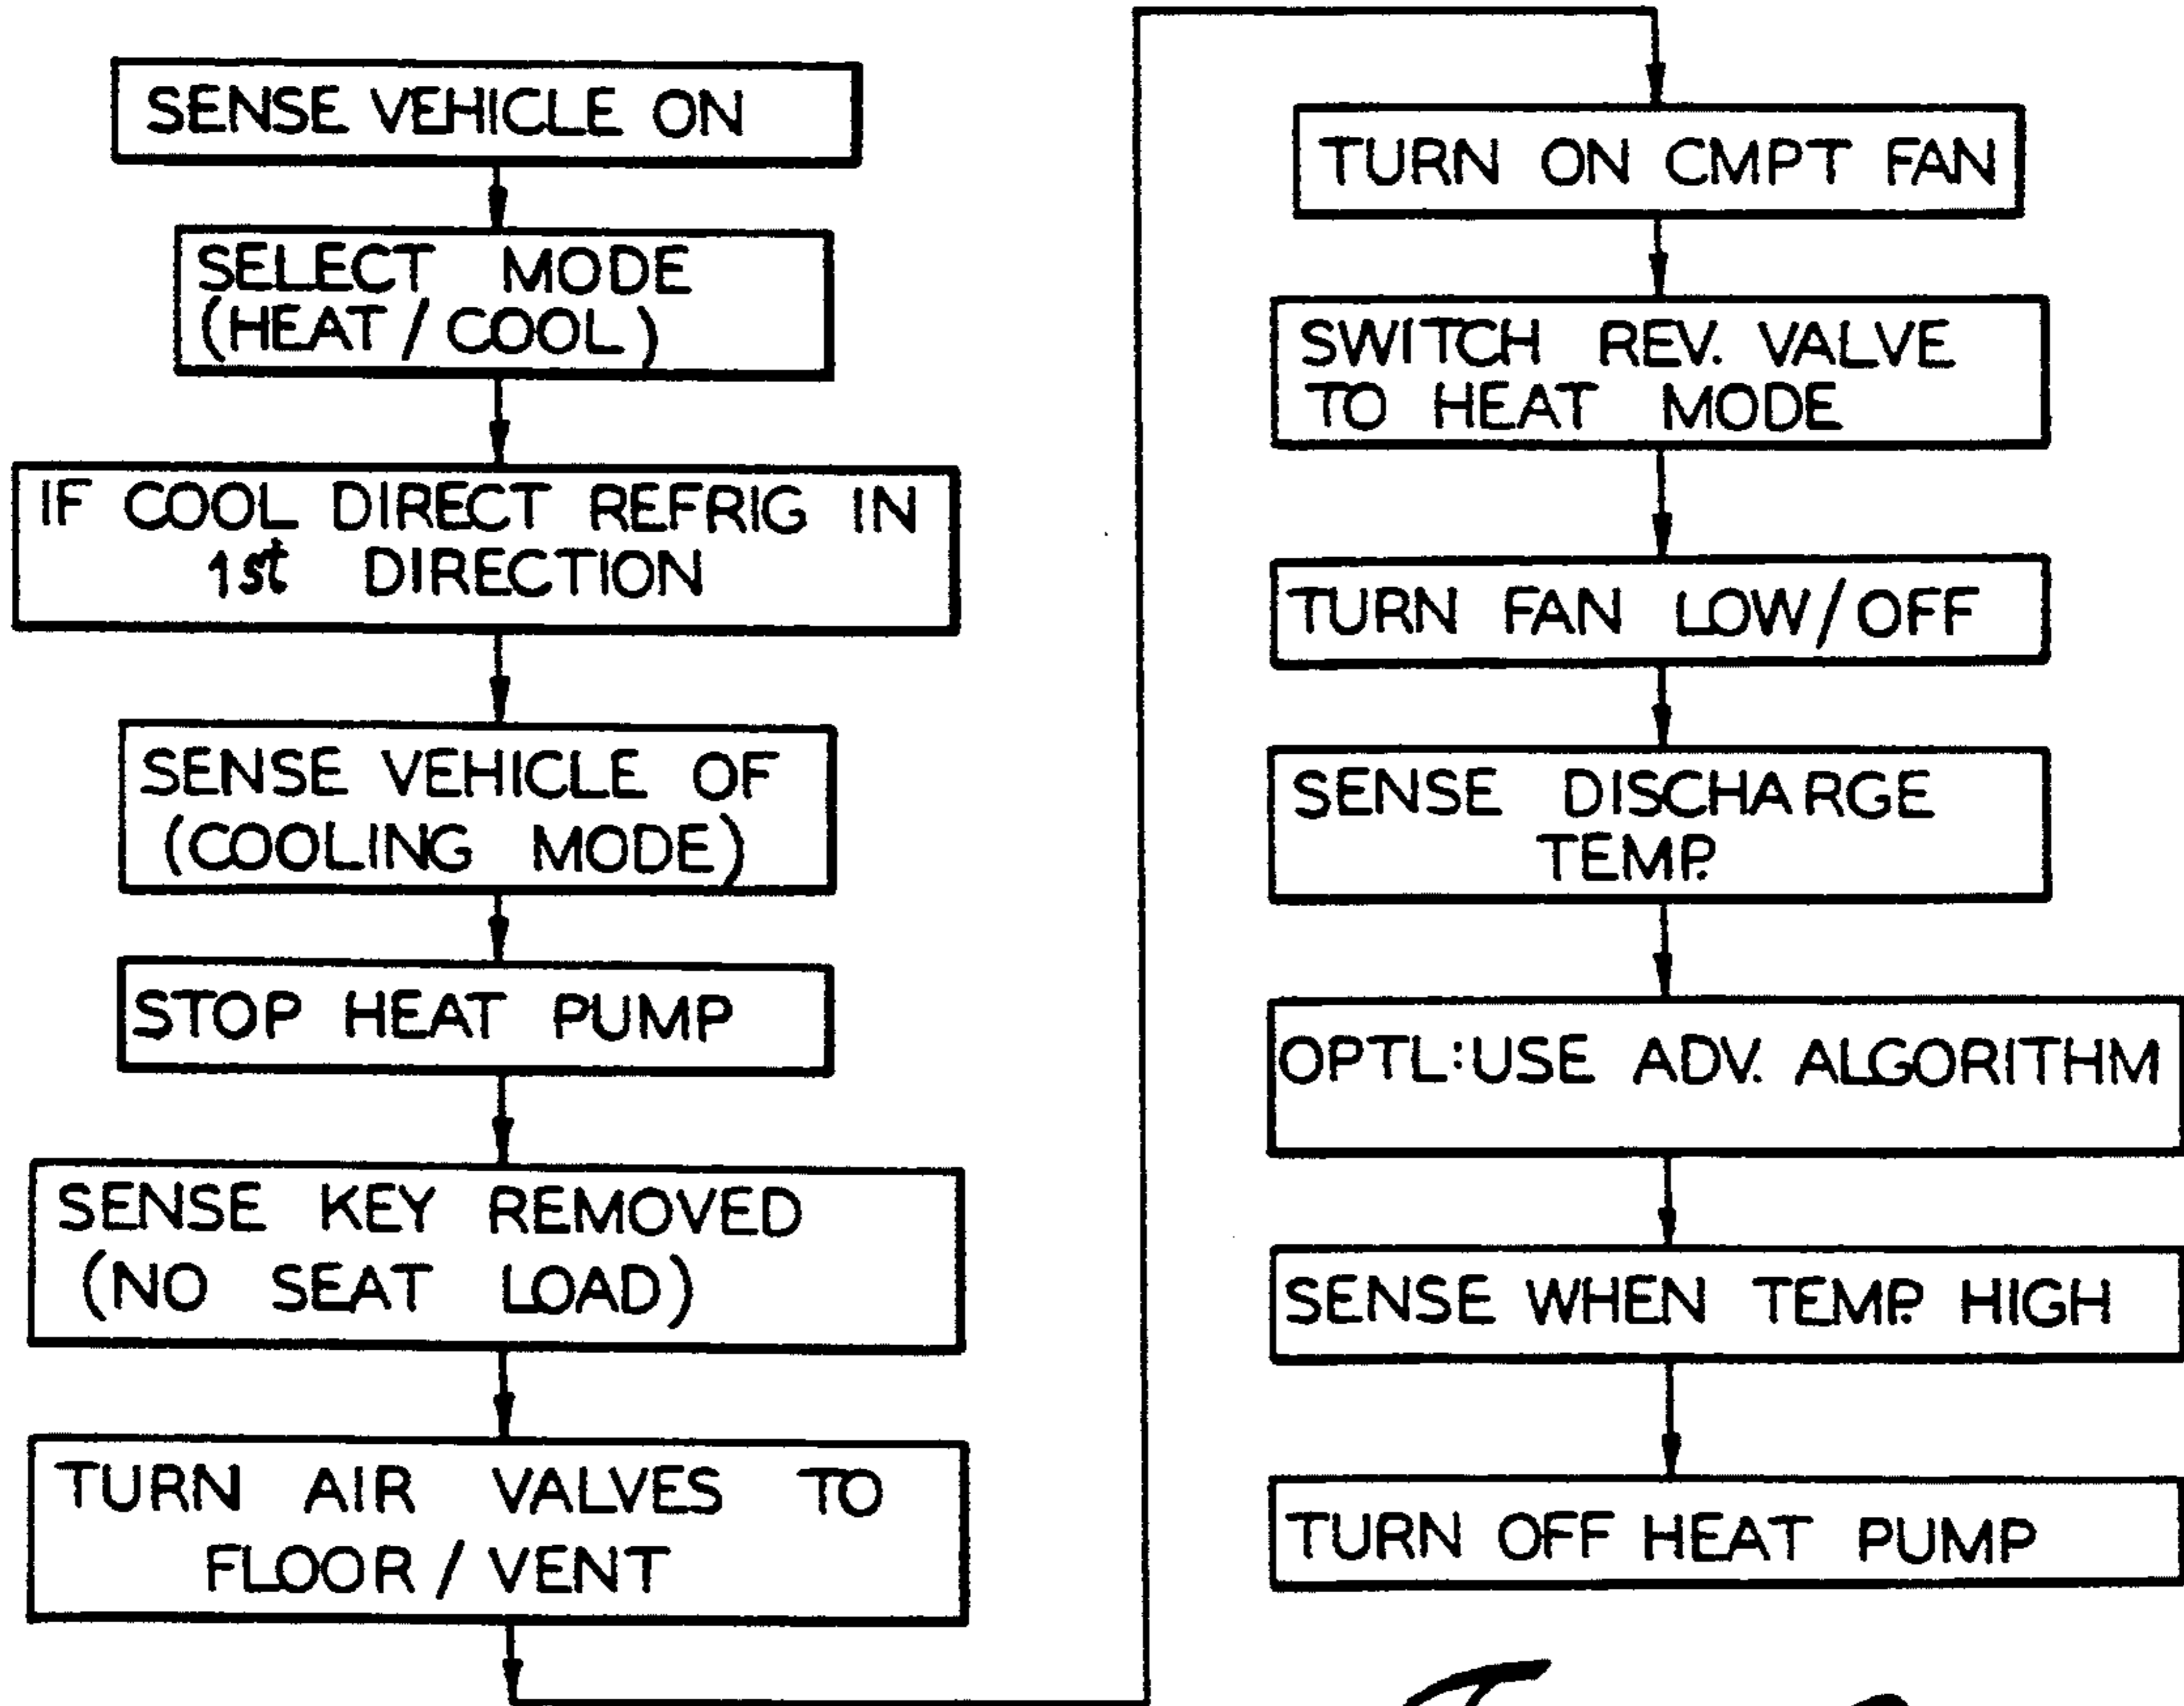 SENSE VEHICLE ON
SELECT MODE
(HEAT/COOL)
IF COOL DIRECT REFRIG IN
1st DIRECTION
SENSE VEHICLE OF
(COOLING MODE)
STOP HEAT PUMP
SENSE KEY REMOVED
(NO SEAT LOAD)
TURN AIR VALVES TO
FLOOR/VENT
TURN ON CMPT FAN
SWITCH REV. VALVE
TO HEAT MODE
TURN FAN LOW/OFF
SENSE DISCHARGE
TEMP.
OPTL:USE ADV. ALGORITHM
SENSE WHEN TEMP. HIGH
TURN OFF HEAT PUMP